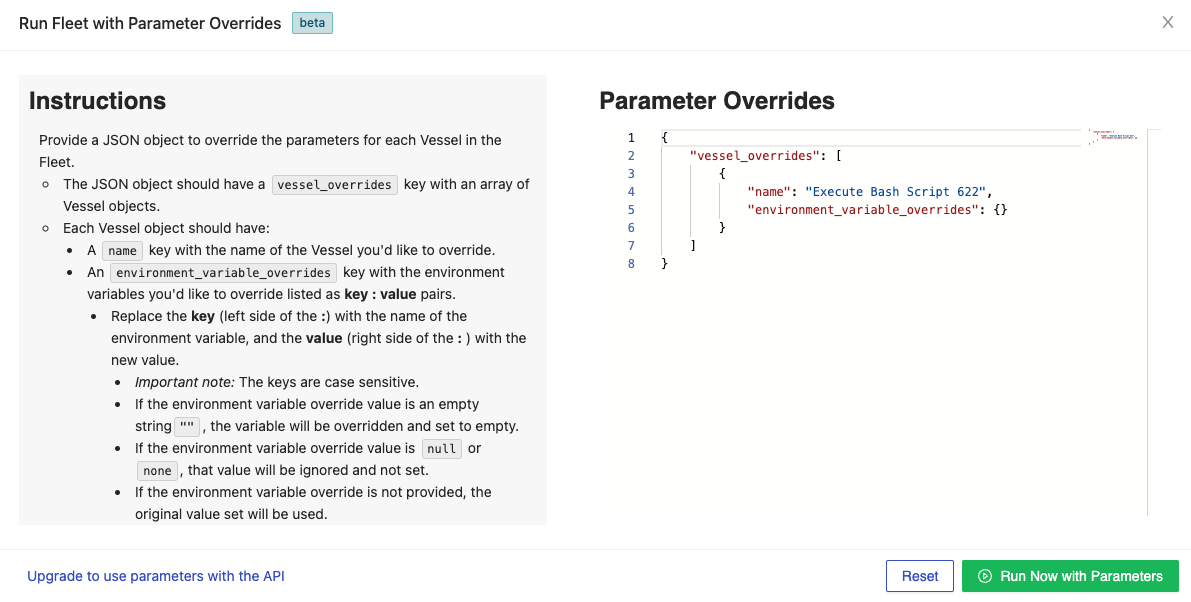 Run Fleet with Parameter Overrides beta X
Instructions
Provide a JSON object to override the parameters for each Vessel in the
Fleet.
The JSON object should have a vessel_overrides key with an array of
Vessel objects.
Each Vessel object should have:
A name key with the name of the Vessel you'd like to override.
An environment_variable_overrides key with the environment
variables you'd like to override listed as key : value pairs.
Replace the key (left side of the :) with the name of the
environment variable, and the value (right side of the : ) with the
new value.
Important note: The keys are case sensitive.
If the environment variable override value is an empty
string "" , the variable will be overridden and set to empty.
If the environment variable override value is null or
none , that value will be ignored and not set.
If the environment variable override is not provided, the
original value set will be used.
Parameter Overrides
1 {
2 "vessel_overrides": [
3 {
4 "name": "Execute Bash Script 622",
5 "environment_variable_overrides": {}
6 }
7 ]
8 }
Upgrade to use parameters with the API
Reset
Run Now with Parameters